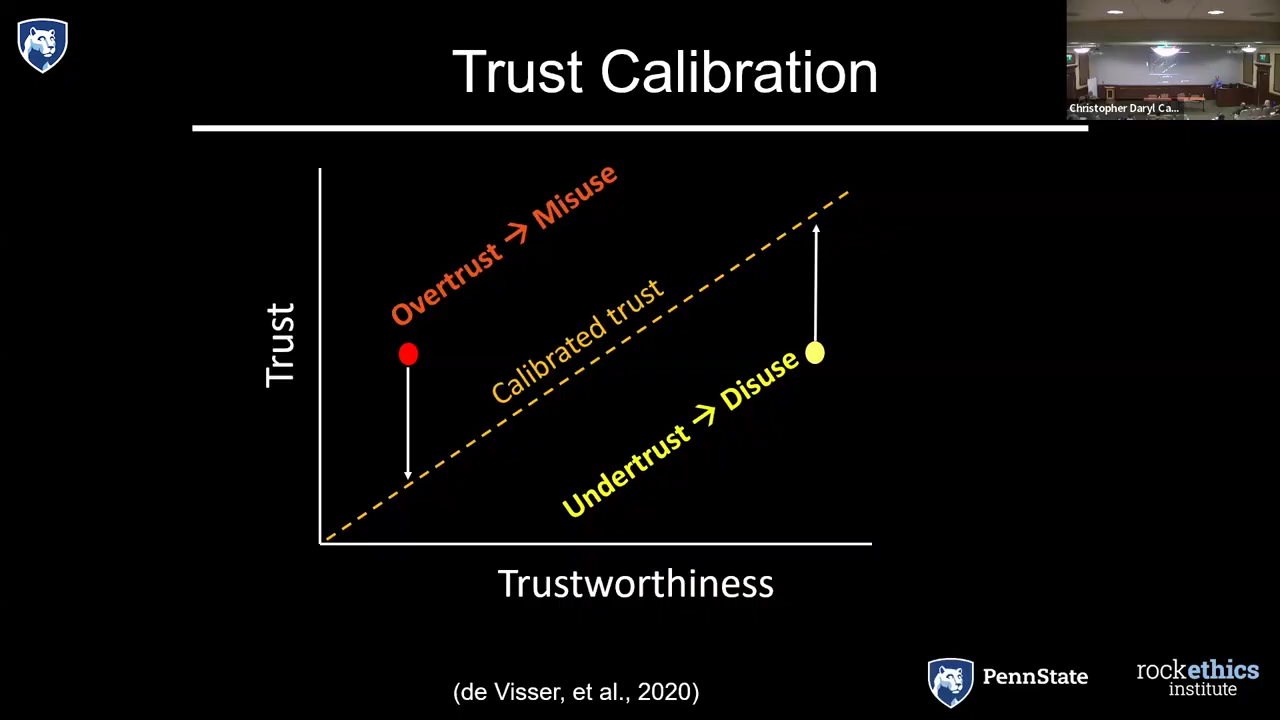 Trust Calibration
Christopher Daryl Ca...
Overtrust → Misuse
Calibrated trust
Undertrust → Disuse
Trust
Trustworthiness
(de Visser, et al., 2020)
PennState
rockethics
institute